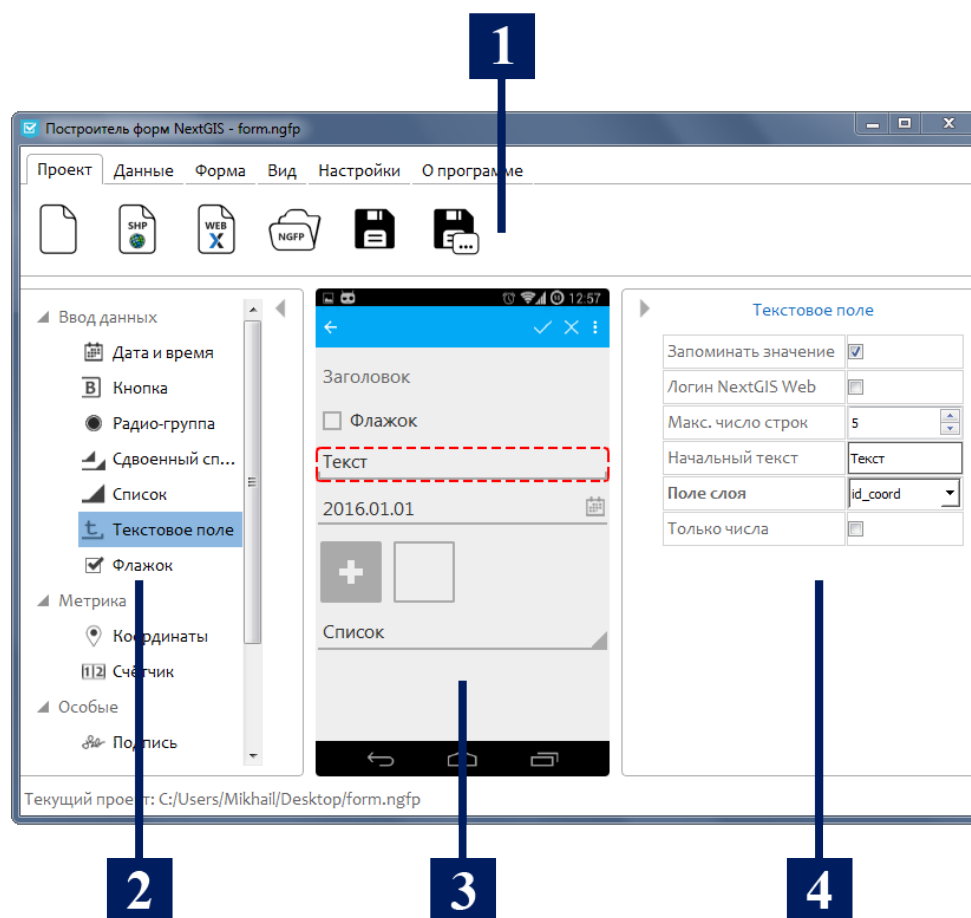 1
Построитель форм NextGIS - form.ngfp
Проект Данные Форма Вид Настройки О программе
SHP WEB X NGFP ...
Ввод данных
Дата и время
B Кнопка
Радио-группа
Сдвоенный сп...
Список
t Текстовое поле
Флажок
Метрика
Координаты
1 2 Счётчик
Особые
Подпись
12:57
Заголовок
Флажок
Текст
2016.01.01
Список
Текстовое поле
Запоминать значение
Логин NextGIS Web
Макс. число строк 5
Начальный текст Текст
Поле слоя id_coord
Только числа
Текущий проект: C:/Users/Mikhail/Desktop/form.ngfp
2 3 4